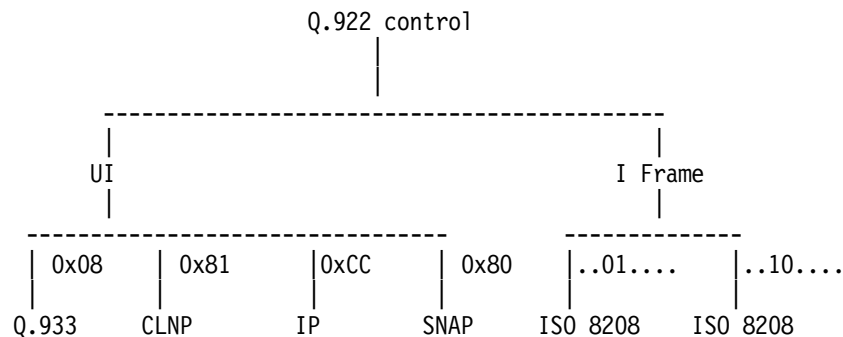 Q.922 control
UI I Frame
0x08 0x81 0xCC 0x80 ..01.... ..10....
Q.933 CLNP IP SNAP ISO 8208 ISO 8208